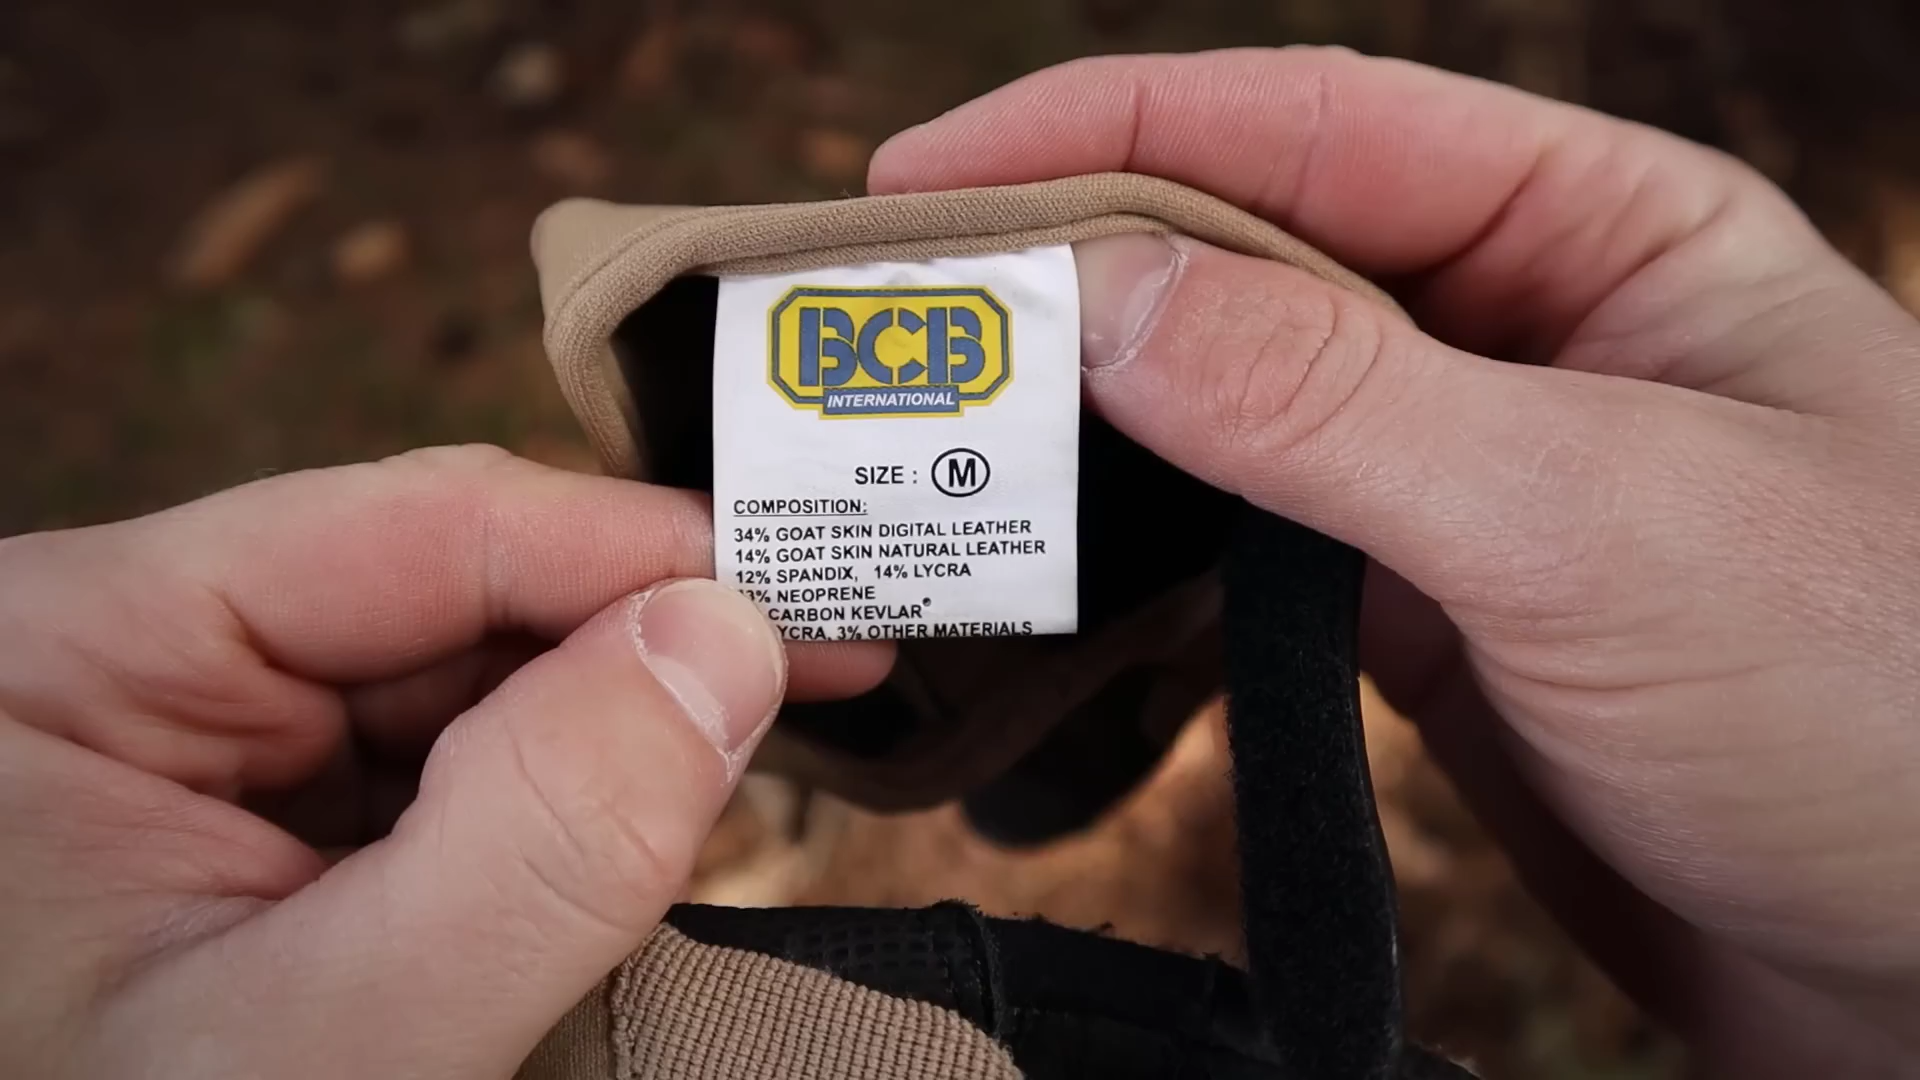 BCB
INTERNATIONAL
SIZE : M
COMPOSITION:
34% GOAT SKIN DIGITAL LEATHER
14% GOAT SKIN NATURAL LEATHER
12% SPANDIX, 14% LYCRA
13% NEOPRENE
CARBON KEVLAR®
3% OTHER MATERIALS